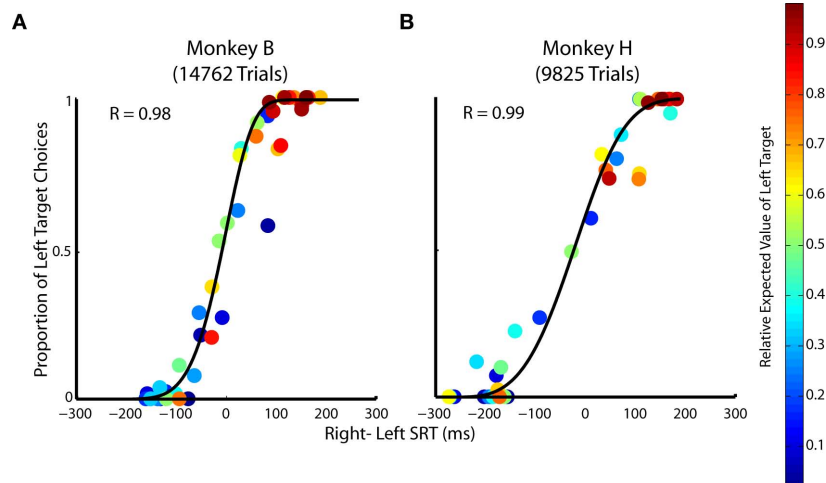 A
B
Monkey B
(14762 Trials)
Monkey H
(9825 Trials)
R = 0.98
R = 0.99
Proportion of Left Target Choices
1
0.5
0
−300 −200 −100 0 100 200 300
−300 −200 −100 0 100 200 300
Right- Left SRT (ms)
Relative Expected Value of Left Target
0.9
0.8
0.7
0.6
0.5
0.4
0.3
0.2
0.1